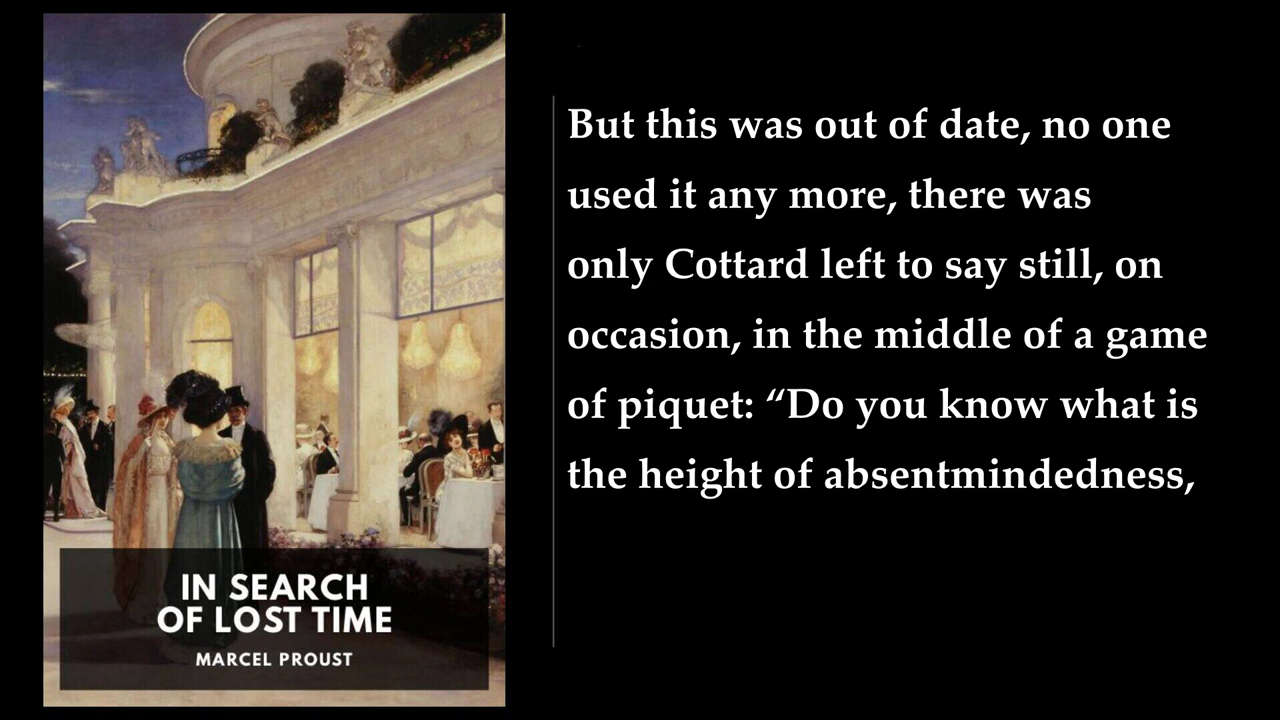 IN SEARCH
OF LOST TIME
MARCEL PROUST
But this was out of date, no one
used it any more, there was
only Cottard left to say still, on
occasion, in the middle of a game
of piquet: “Do you know what is
the height of absentmindedness,